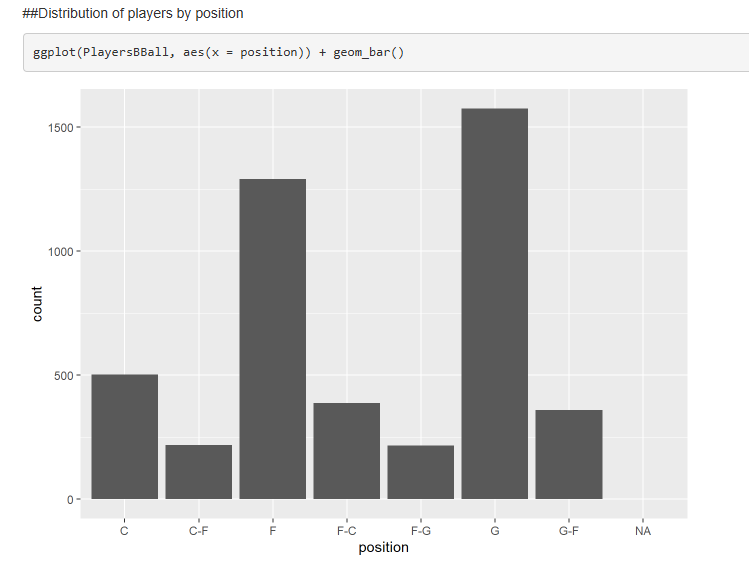 ##Distribution of players by position
ggplot(PlayersBBall, aes(x = position)) + geom_bar()
1500
1000
500
0
count
C C-F F F-C F-G G G-F NA
position